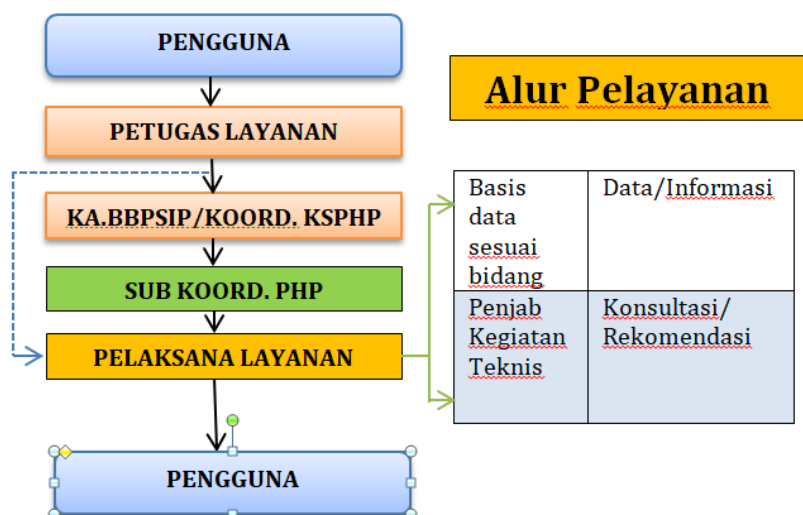 PENGGUNA
Alur Pelayanan
PETUGAS LAYANAN
KA.BBPSIP/KOORD. KSPHP
SUB KOORD. PHP
PELAKSANA LAYANAN
PENGGUNA
Basis
data
sesuai
bidang
Data/Informasi
Penjab
Kegiatan
Teknis
Konsultasi/
Rekomendasi